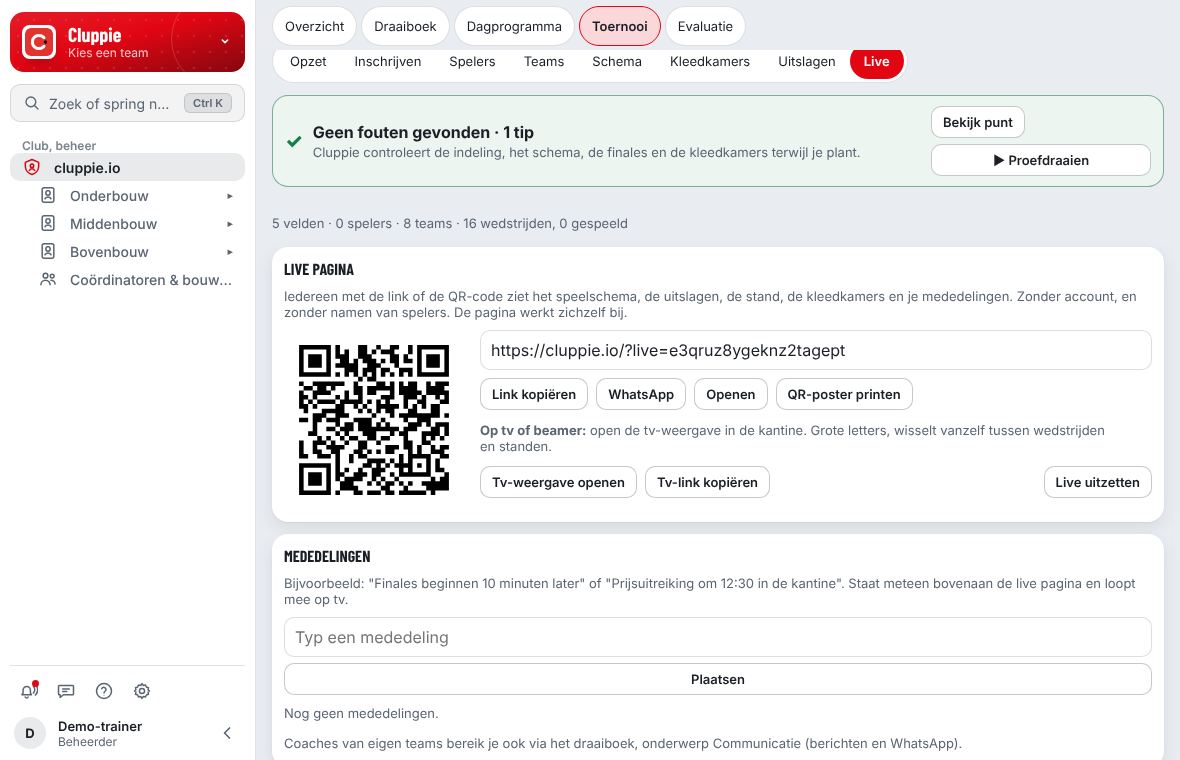 Cluppie
Kies een team
Zoek of spring n...
Ctrl K
Club, beheer
cluppie.io
Onderbouw
Middenbouw
Bovenbouw
Coördinatoren & bouw...
D
Demo-trainer
Beheerder
Overzicht
Draaiboek
Dagprogramma
Toernooi
Evaluatie
Opzet
Inschrijven
Spelers
Teams
Schema
Kleedkamers
Uitslagen
Live
Geen fouten gevonden · 1 tip
Cluppie controleert de indeling, het schema, de finales en de kleedkamers terwijl je plant.
Bekijk punt
▶ Proefdraaien
5 velden · 0 spelers · 8 teams · 16 wedstrijden, 0 gespeeld
LIVE PAGINA
Iedereen met de link of de QR-code ziet het speelschema, de uitslagen, de stand, de kleedkamers en je mededelingen. Zonder account, en
zonder namen van spelers. De pagina werkt zichzelf bij.
https://cluppie.io/?live=e3qruz8ygeknz2tagept
Link kopiëren
WhatsApp
Openen
QR-poster printen
Op tv of beamer: open de tv-weergave in de kantine. Grote letters, wisselt vanzelf tussen wedstrijden
en standen.
Tv-weergave openen
Tv-link kopiëren
Live uitzetten
MEDEDELINGEN
Bijvoorbeeld: "Finales beginnen 10 minuten later" of "Prijsuitreiking om 12:30 in de kantine". Staat meteen bovenaan de live pagina en loopt
mee op tv.
Typ een mededeling
Plaatsen
Nog geen mededelingen.
Coaches van eigen teams bereik je ook via het draaiboek, onderwerp Communicatie (berichten en WhatsApp).